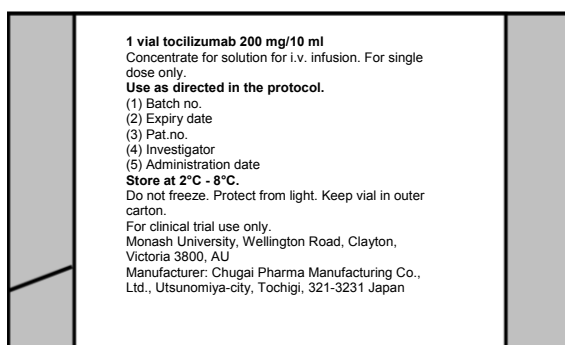 1 vial tocilizumab 200 mg/10 ml
Concentrate for solution for i.v. infusion. For single
dose only.
Use as directed in the protocol.
(1) Batch no.
(2) Expiry date
(3) Pat.no.
(4) Investigator
(5) Administration date
Store at 2°C - 8°C.
Do not freeze. Protect from light. Keep vial in outer
carton.
For clinical trial use only.
Monash University, Wellington Road, Clayton,
Victoria 3800, AU
Manufacturer: Chugai Pharma Manufacturing Co.,
Ltd., Utsunomiya-city, Tochigi, 321-3231 Japan